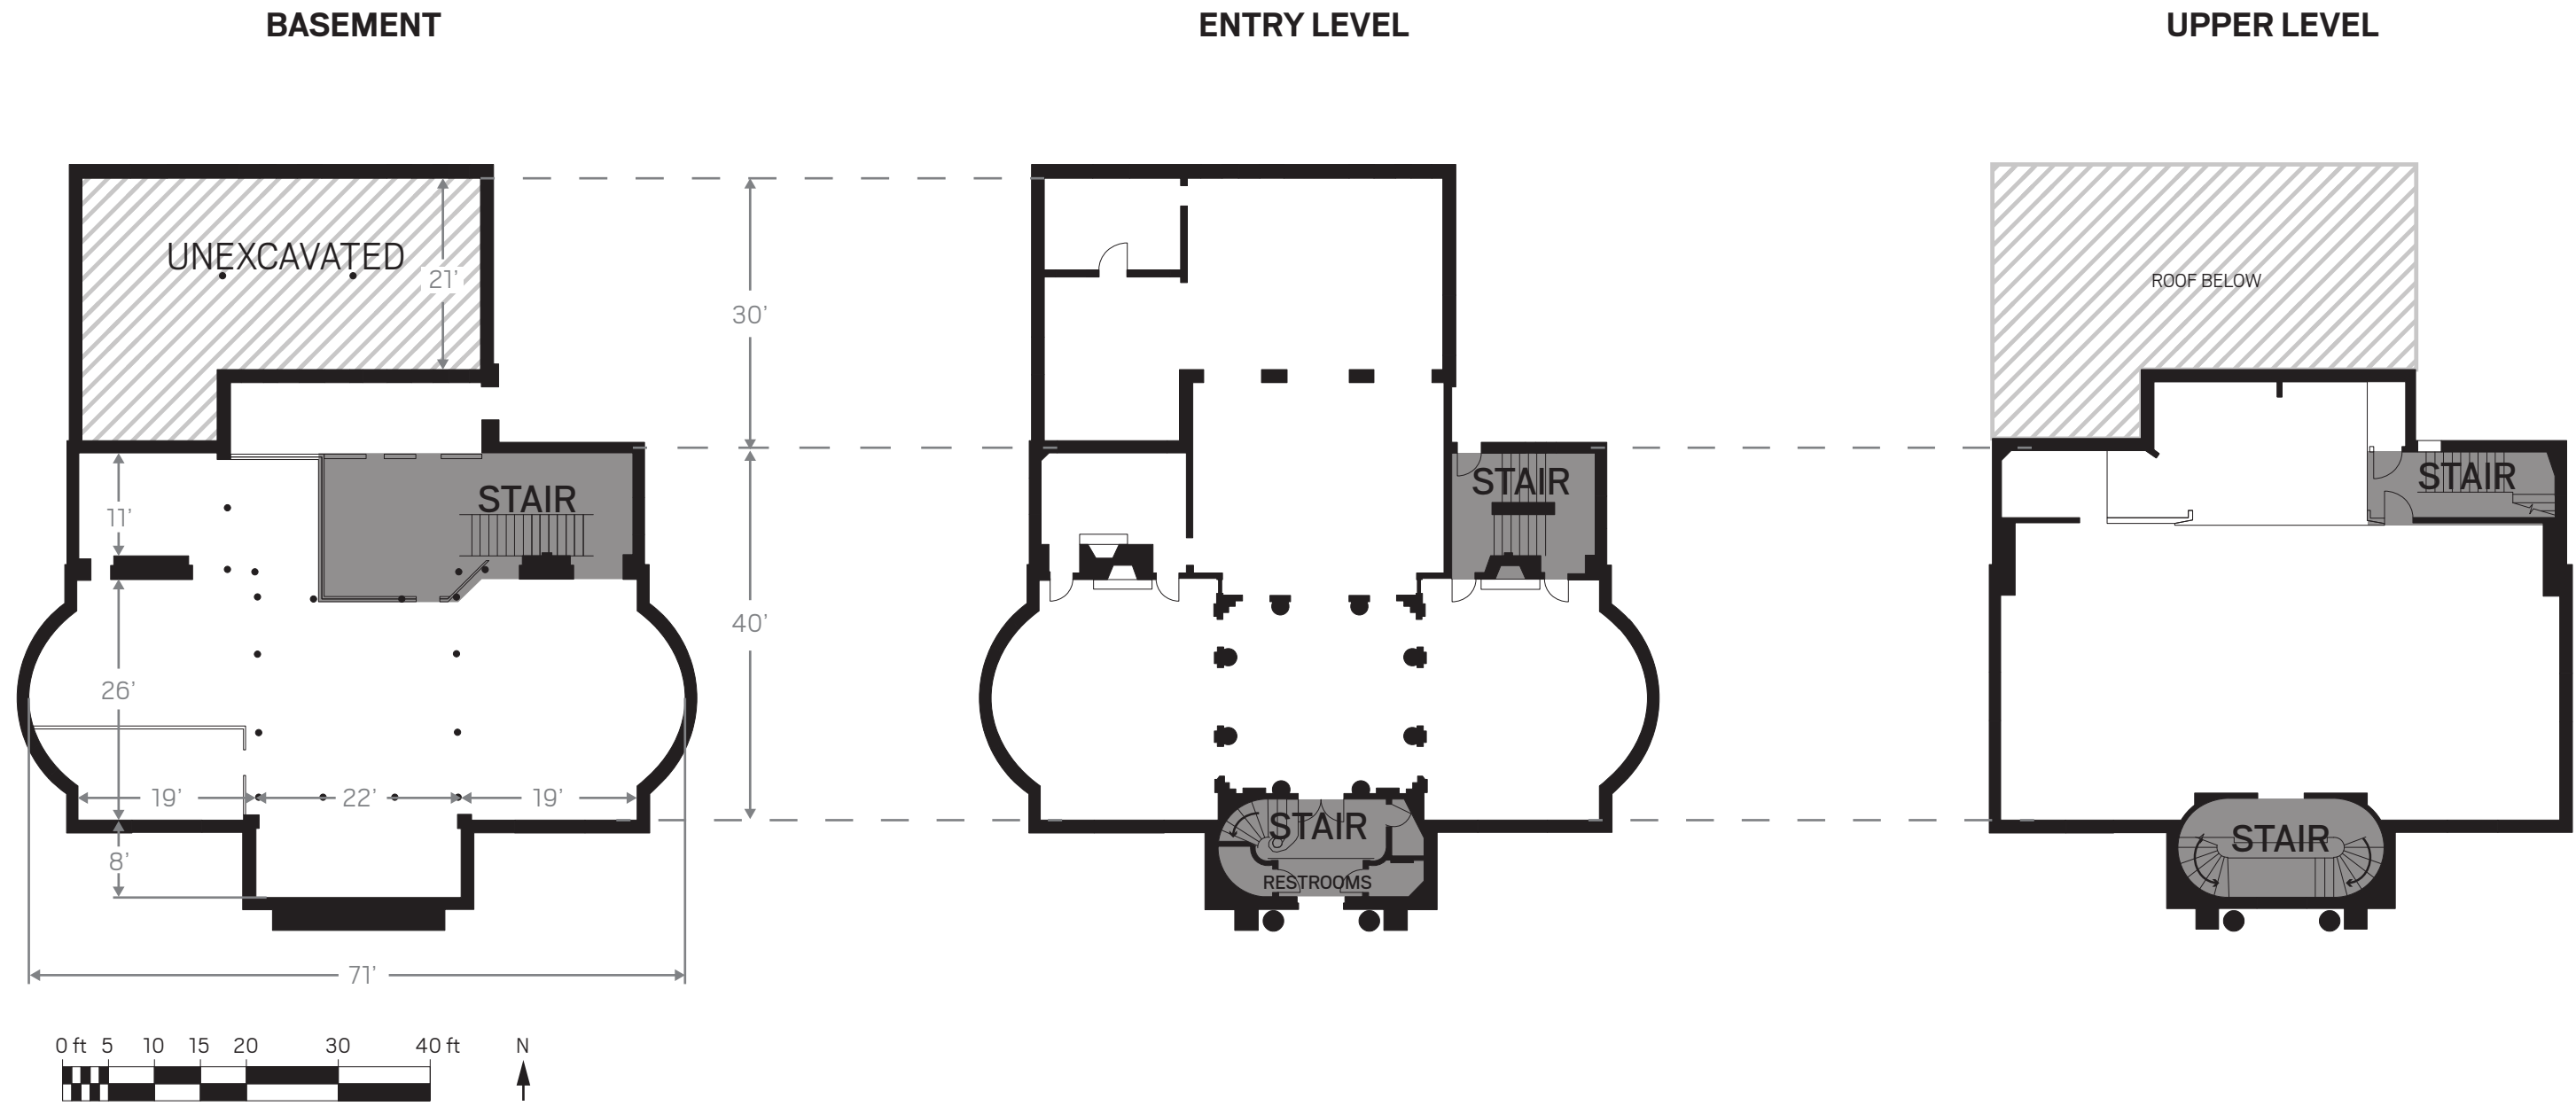 BASEMENT
ENTRY LEVEL
UPPER LEVEL
UNEXCAVATED
21’
30’
ROOF BELOW
STAIR
STAIR
STAIR
11’
40’
26’
19’
22’
19’
8’
STAIR
RESTROOMS
STAIR
71’
0 ft 5 10 15 20 30 40 ft
N